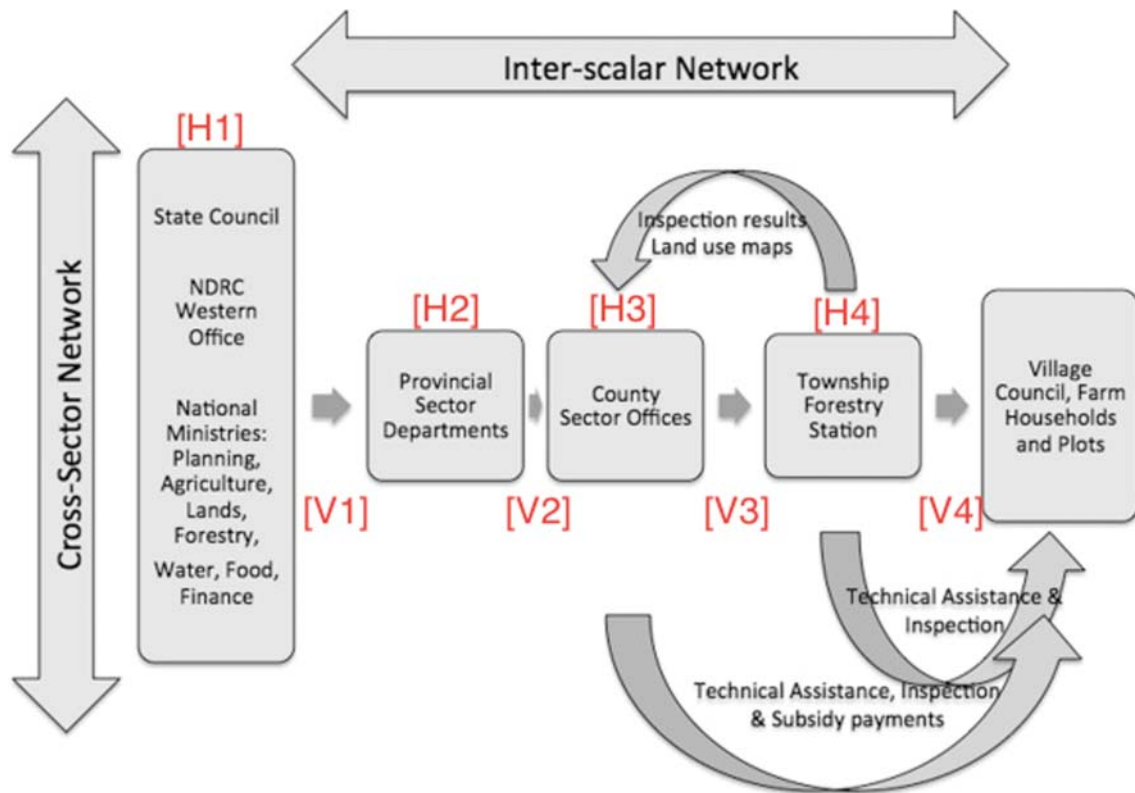 Inter-scalar Network
Cross-Sector Network
[H1]
State Council
NDRC
Western
Office
National
Ministries:
Planning,
Agriculture,
Lands,
Forestry,
Water, Food,
Finance
[V1]
[H2]
Provincial
Sector
Departments
[V2]
Inspection results
Land use maps
[H3]
County
Sector Offices
[V3]
[H4]
Township
Forestry
Station
[V4]
Village
Council, Farm
Households
and Plots
Technical Assistance &
Inspection
Technical Assistance, Inspection
& Subsidy payments